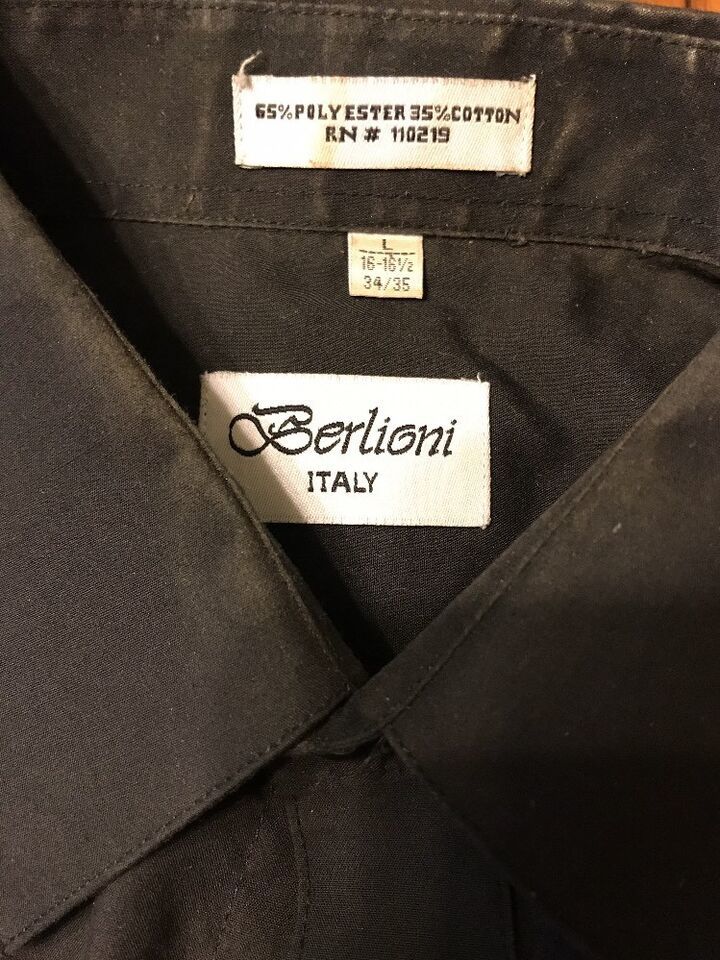 65% POLYESTER 35% COTTON
RN # 110219
L
16-16½
34/35
Berlioni
ITALY